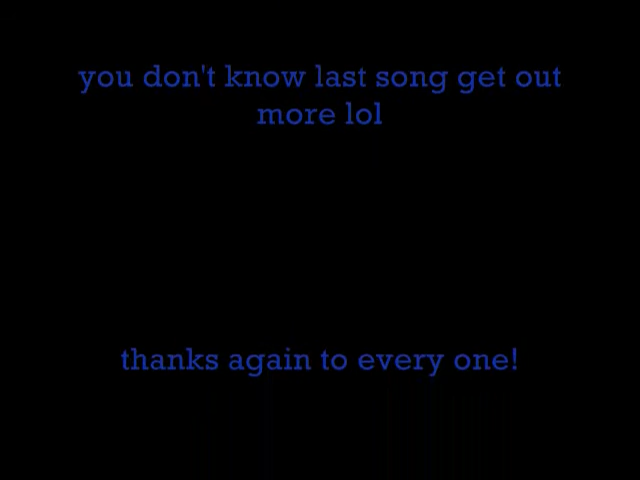 you don't know last song get out
more lol
thanks again to every one!